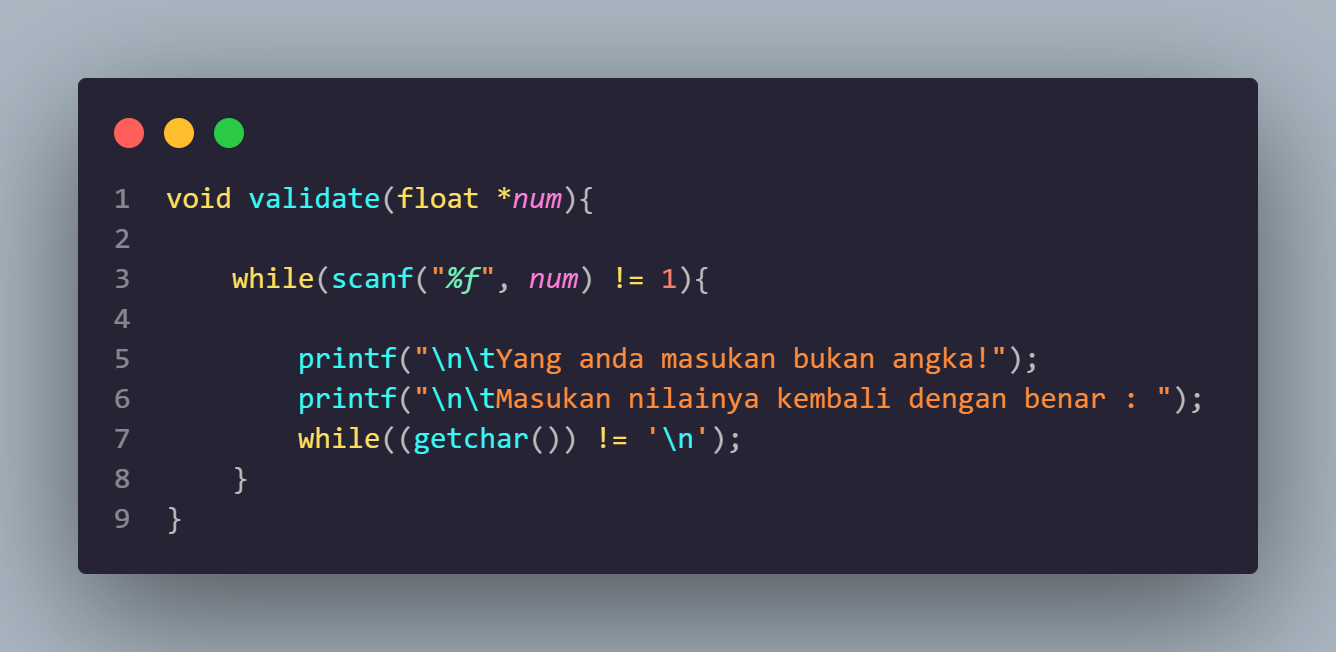 1 void validate(float *num){
2
3 while(scanf("%f", num) != 1){
4
5 printf("\n\tYang anda masukan bukan angka!");
6 printf("\n\tMasukan nilainya kembali dengan benar : ");
7 while((getchar()) != '\n');
8 }
9 }